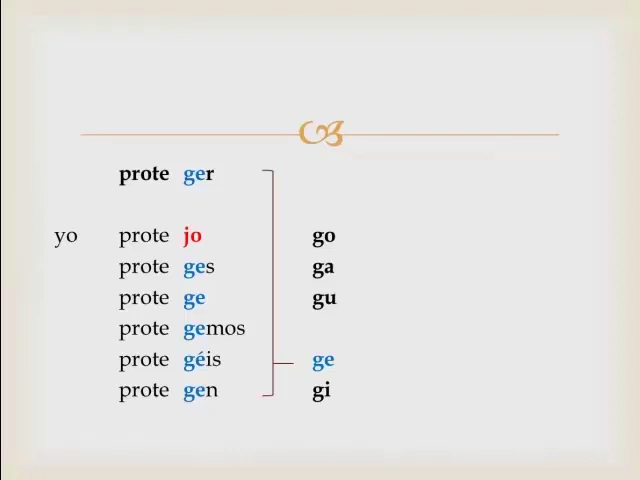 prote ger
yo prote jo go
prote ges ga
prote ge gu
prote gemos
prote géis ge
prote gen gi